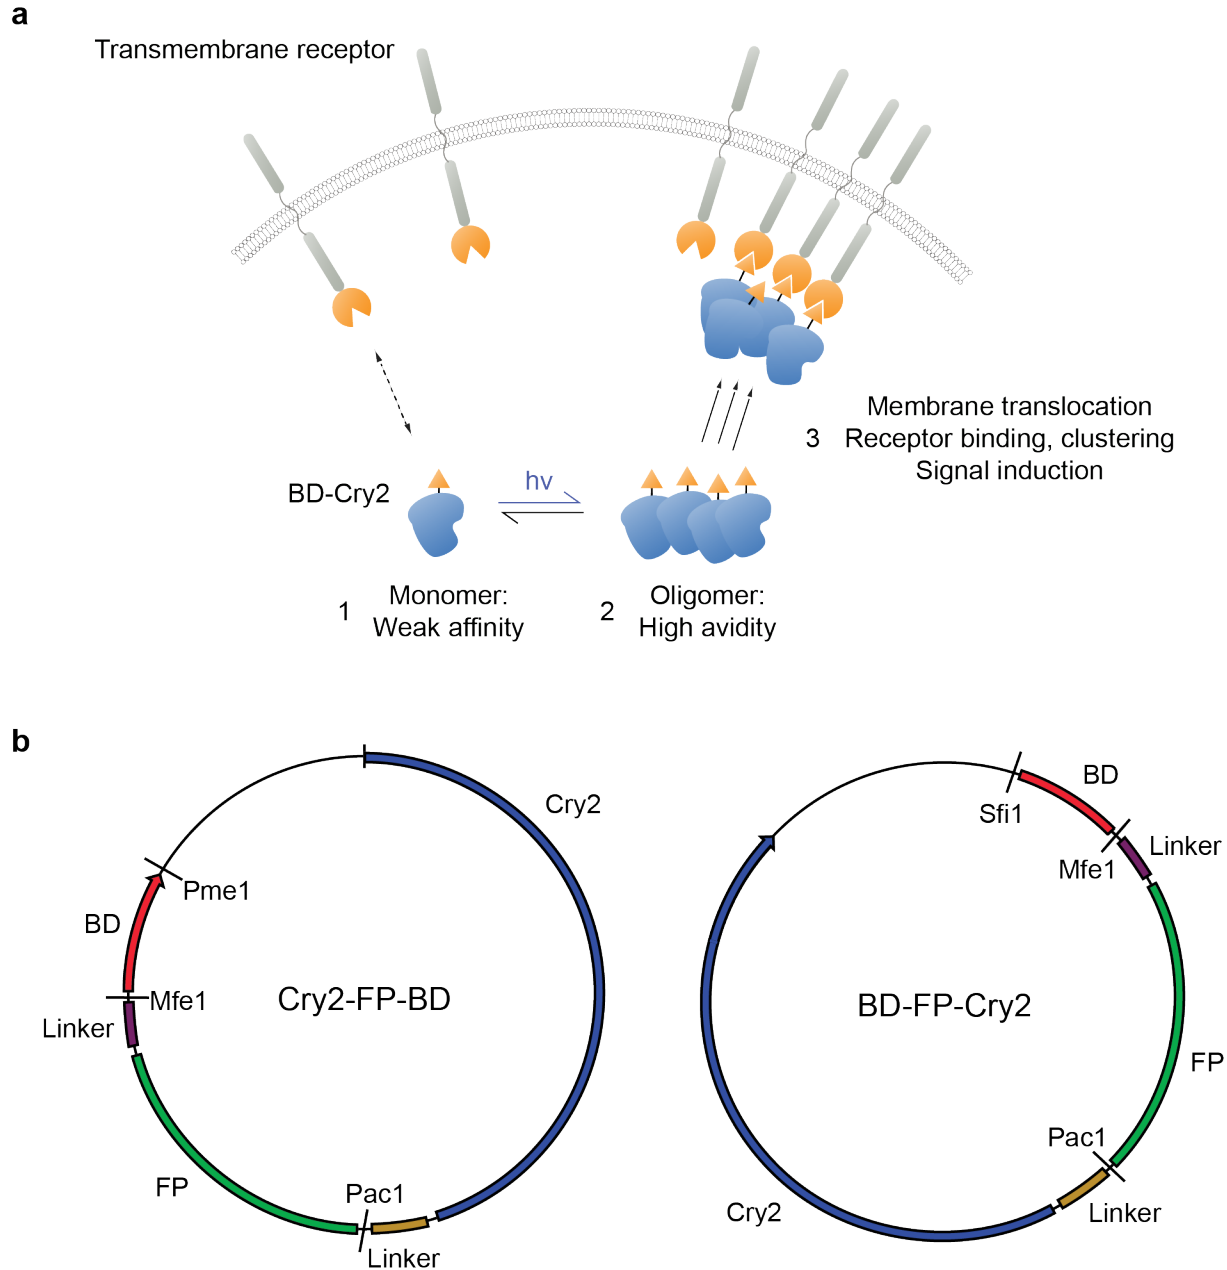 a
Transmembrane receptor
BD-Cry2
hv
3
Membrane translocation
Receptor binding, clustering
Signal induction
1
Monomer:
Weak affinity
2
Oligomer:
High avidity
b
Cry2
Pme1
BD
Mfe1
Linker
Cry2-FP-BD
FP
Pac1
Linker
BD
Sfi1
Linker
Mfe1
BD-FP-Cry2
FP
Pac1
Linker
Cry2